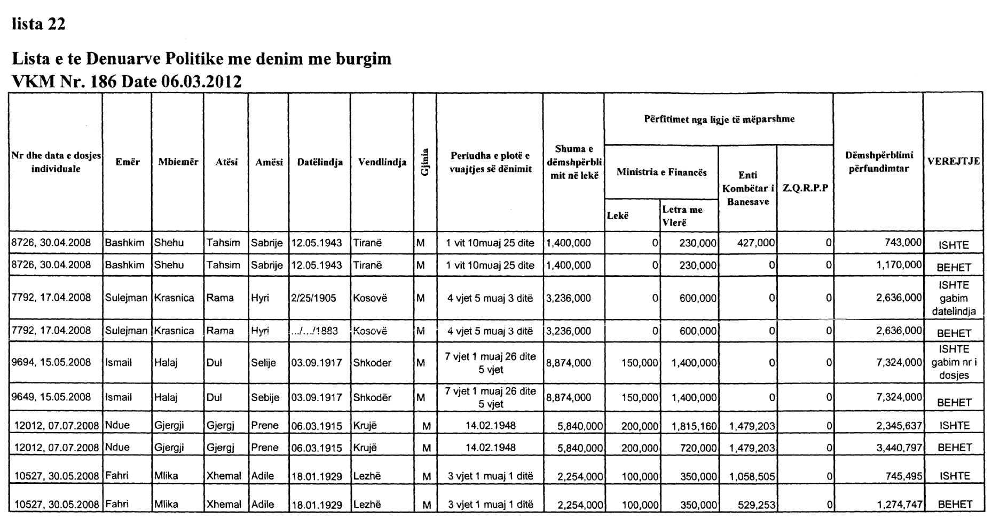 lista 22
Lista e te Denuarve Politike me denim me burgim
VKM Nr. 186 Date 06.03.2012
Nr dhe data e dosjes individuale Emër Mbiemër Atësi Amësi Datëlindja Vendlindja Gjinia Periudha e plotë e vuajtjes së dënimit Shuma e dëmshpërbli mit në lekë Përfitimet nga ligje të mëparshme Dëmshpërblimi përfundimtar VEREJTJE
Ministria e Financës Enti Kombëtar i Banesave Z.Q.R.P.P
Lekë Letra me Vlerë
8726, 30.04.2008 Bashkim Shehu Tahsim Sabrije 12.05.1943 Tiranë M 1 vit 10muaj 25 dite 1,400,000 0 230,000 427,000 0 743,000 ISHTE
8726, 30.04.2008 Bashkim Shehu Tahsim Sabrije 12.05.1943 Tiranë M 1 vit 10muaj 25 dite 1,400,000 0 230,000 0 0 1,170,000 BEHET
7792, 17.04.2008 Sulejman Krasnica Rama Hyri 2/25/1905 Kosovë M 4 vjet 5 muaj 3 ditë 3,236,000 0 600,000 0 0 2,636,000 ISHTE gabim datelindja
7792, 17.04.2008 Sulejman Krasnica Rama Hyri .../.../1883 Kosovë M 4 vjet 5 muaj 3 ditë 3,236,000 0 600,000 0 0 2,636,000 BEHET
9694, 15.05.2008 Ismail Halaj Dul Selije 03.09.1917 Shkoder M 7 vjet 1 muaj 26 dite 5 vjet 8,874,000 150,000 1,400,000 0 0 7,324,000 ISHTE gabim nr i dosjes
9649, 15.05.2008 Ismail Halaj Dul Sebije 03.09.1917 Shkodër M 7 vjet 1 muaj 26 dite 5 vjet 8,874,000 150,000 1,400,000 0 0 7,324,000 BEHET
12012, 07.07.2008 Ndue Gjergji Gjergj Prene 06.03.1915 Krujë M 14.02.1948 5,840,000 200,000 1,815,160 1,479,203 0 2,345,637 ISHTE
12012, 07.07.2008 Ndue Gjergji Gjergj Prene 06.03.1915 Krujë M 14.02.1948 5,840,000 200,000 720,000 1,479,203 0 3,440,797 BEHET
10527, 30.05.2008 Fahri Mlika Xhemal Adile 18.01.1929 Lezhë M 3 vjet 1 muaj 1 ditë 2,254,000 100,000 350,000 1,058,505 0 745,495 ISHTE
10527, 30.05.2008 Fahri Mlika Xhemal Adile 18.01.1929 Lezhë M 3 vjet 1 muaj 1 ditë 2,254,000 100,000 350,000 529,253 0 1,274,747 BEHET